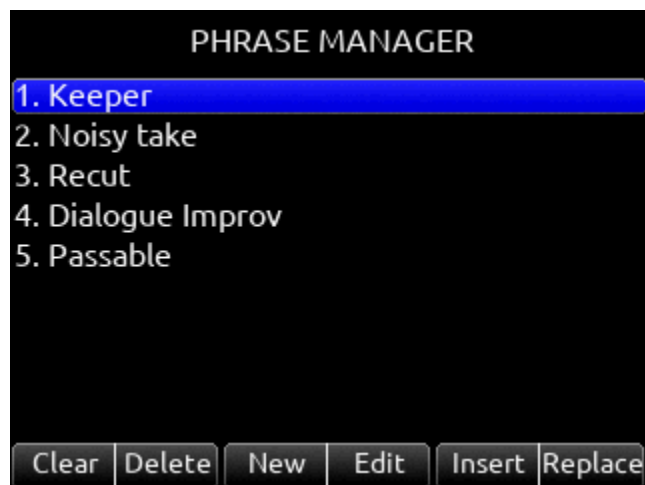 PHRASE MANAGER
1. Keeper
2. Noisy take
3. Recut
4. Dialogue Improv
5. Passable
Clear Delete New Edit Insert Replace